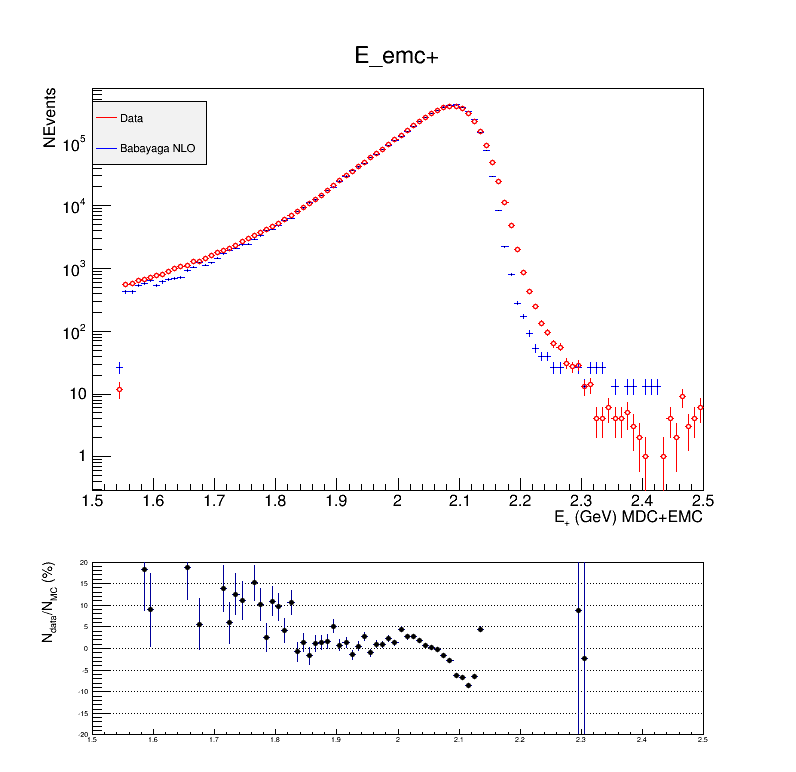 E_emc+
NEvents
Data
Babayaga NLO
10^5
10^4
10^3
10^2
10
1
1.5 1.6 1.7 1.8 1.9 2 2.1 2.2 2.3 2.4 2.5
E_+ (GeV) MDC+EMC
N_data/N_MC (%)
20
15
10
5
0
-5
-10
-15
-20
1.5 1.6 1.7 1.8 1.9 2 2.1 2.2 2.3 2.4 2.5